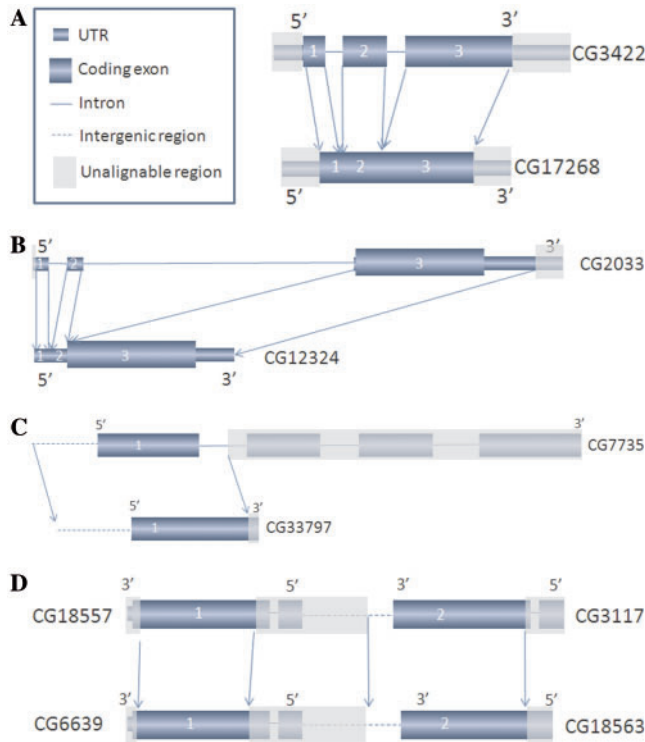 A
UTR
Coding exon
Intron
Intergenic region
Unalignable region
5’ 3’
1 2 3 CG3422
1 2 3 CG17268
5’ 3’
B
5’ 3’
1 2 3 CG2033
1 2 3 CG12324
5’ 3’
C
5’ 3’
1 CG7735
5’ 3’
1 CG33797
D
3’ 5’ 3’ 5’
CG18557 1 2 CG3117
3’ 5’ 3’ 5’
CG6639 1 2 CG18563